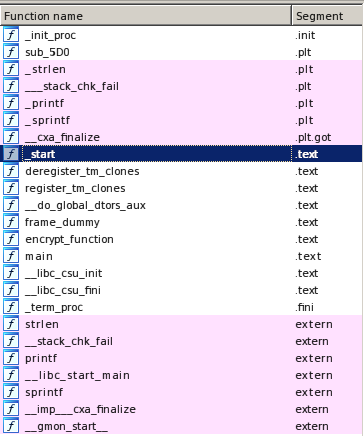 Function name Segment
f _init_proc .init
f sub_5D0 .plt
f _strlen .plt
f ___stack_chk_fail .plt
f _printf .plt
f _sprintf .plt
f __cxa_finalize .plt.got
f _start .text
f deregister_tm_clones .text
f register_tm_clones .text
f __do_global_dtors_aux .text
f frame_dummy .text
f encrypt_function .text
f main .text
f __libc_csu_init .text
f __libc_csu_fini .text
f _term_proc .fini
f strlen extern
f __stack_chk_fail extern
f printf extern
f __libc_start_main extern
f sprintf extern
f __imp___cxa_finalize extern
f __gmon_start__ extern